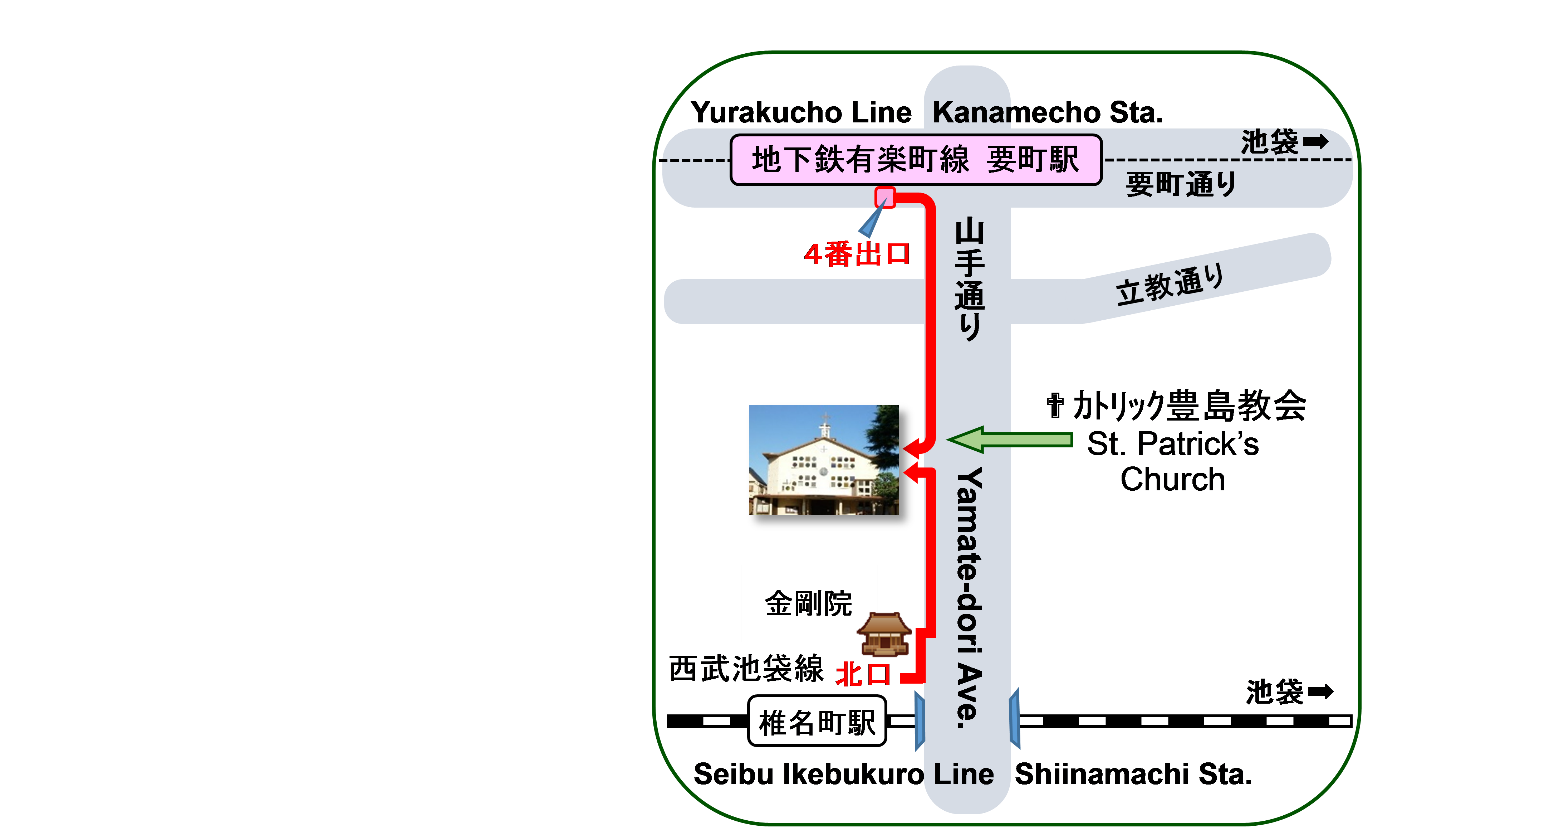 Yurakucho Line Kanamecho Sta.
池袋➡
地下鉄有楽町線 要町駅
要町通り
4番出口
山手通り
立教通り
✟カトリック豊島教会
St. Patrick's
Church
Yamate-dori Ave.
金剛院
西武池袋線 北口
池袋➡
椎名町駅
Seibu Ikebukuro Line Shiinamachi Sta.